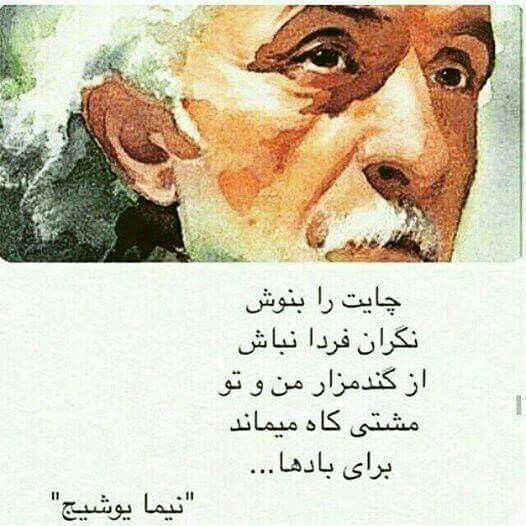 چایت را بنوش
نگران فردا نباش
از گندمزار من و تو
مشتی کاه میماند
برای بادها...
"نیما یوشیج"